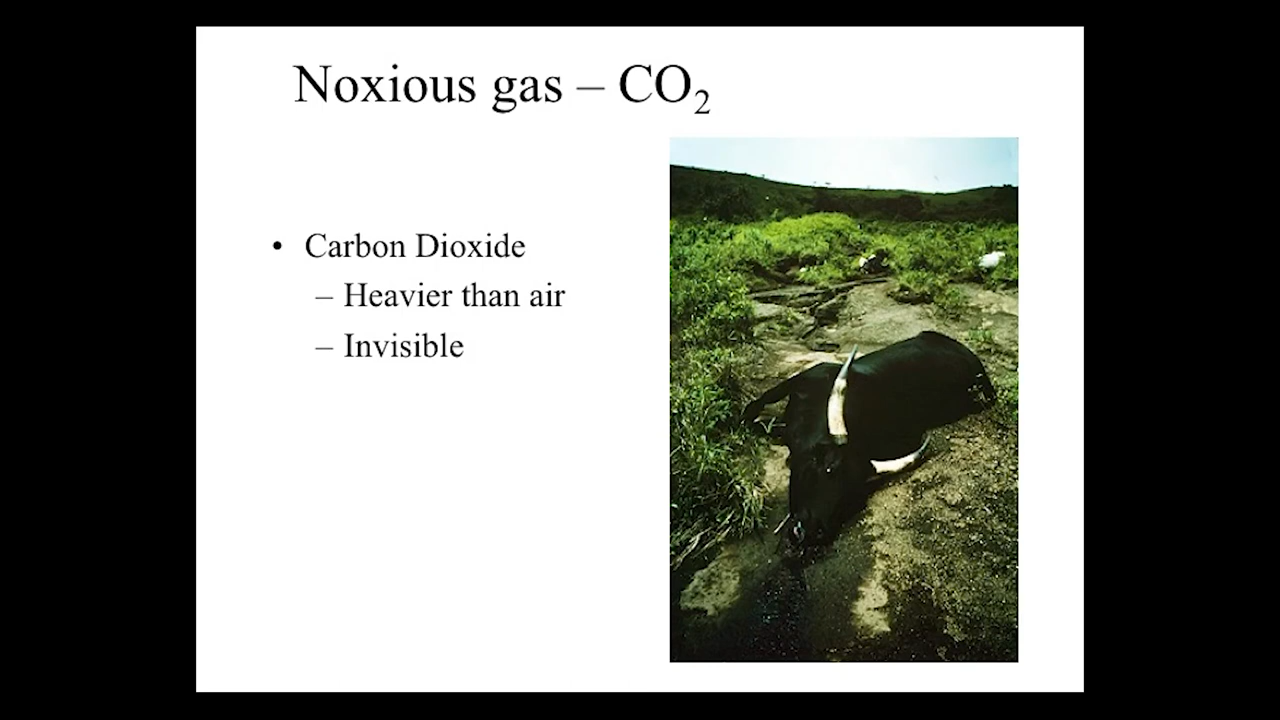 Noxious gas – CO₂
• Carbon Dioxide
– Heavier than air
– Invisible